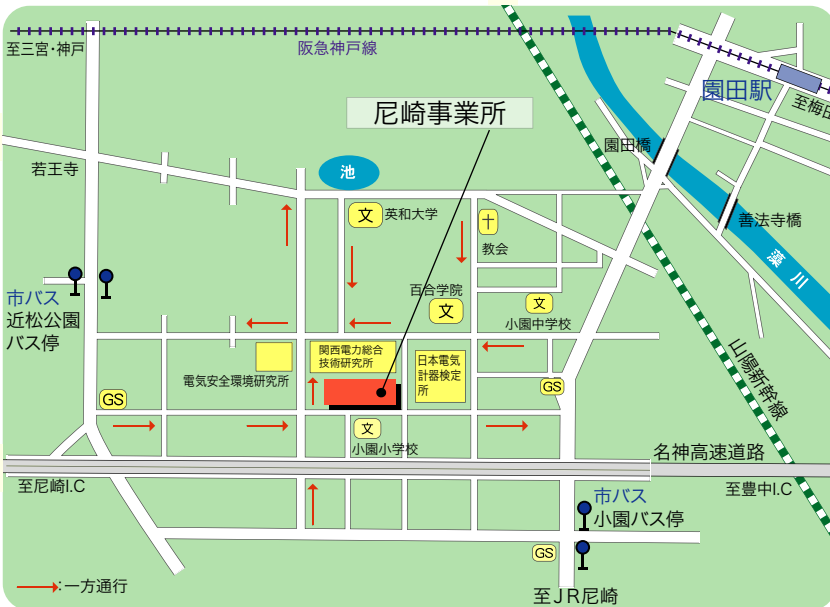 阪急神戸線
至三宮・神戸
園田駅
至梅田
尼崎事業所
園田橋
若王寺
池
文
英和大学
善法寺橋
教会
藻川
百合学院
文
文
小園中学校
市バス
近松公園
バス停
関西電力総合
技術研究所
日本電気
計器検定
所
電気安全環境研究所
山陽新幹線
GS
GS
文
小園小学校
名神高速道路
至尼崎I.C
至豊中I.C
市バス
小園バス停
GS
:一方通行
至JR尼崎